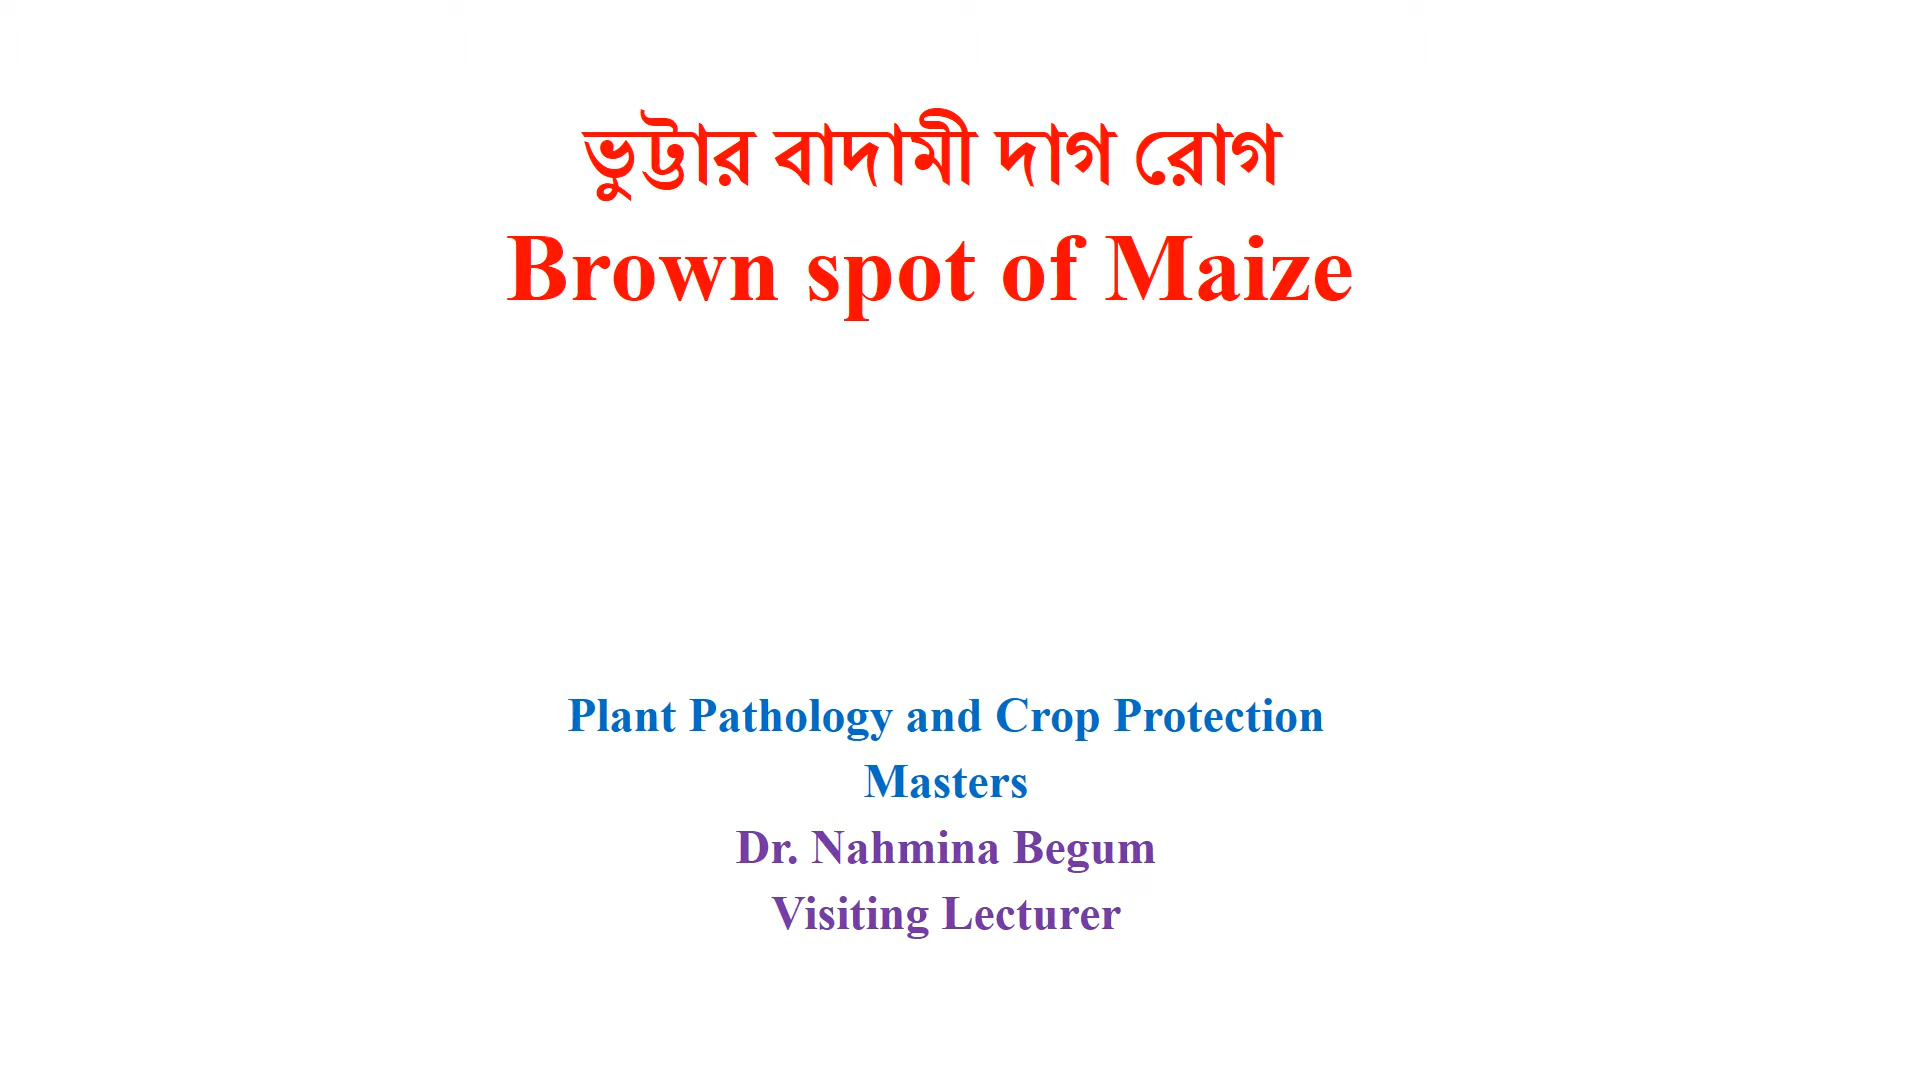 ভুট্টার বাদামী দাগ রোগ
Brown spot of Maize
Plant Pathology and Crop Protection
Masters
Dr. Nahmina Begum
Visiting Lecturer